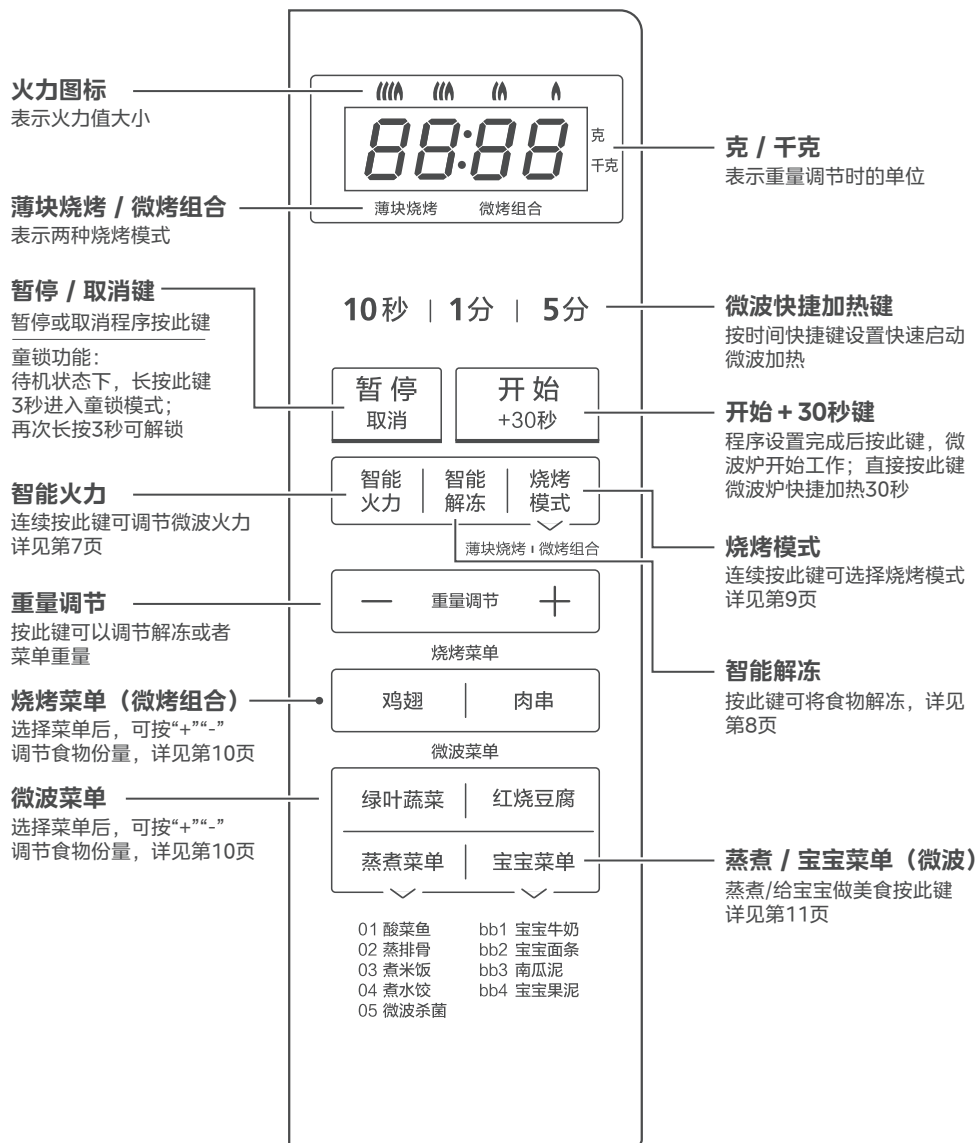 火力图标
表示火力值大小
薄块烧烤 / 微烤组合
表示两种烧烤模式
暂停 / 取消键
暂停或取消程序按此键
童锁功能：
待机状态下，长按此键
3秒进入童锁模式；
再次长按3秒可解锁
智能火力
连续按此键可调节微波火力
详见第7页
重量调节
按此键可以调节解冻或者
菜单重量
烧烤菜单（微烤组合）
选择菜单后，可按“+”“-”
调节食物份量，详见第10页
微波菜单
选择菜单后，可按“+”“-”
调节食物份量，详见第10页
88:88
克
千克
薄块烧烤 微烤组合
10秒 | 1分 | 5分
暂停
取消
开始
+30秒
智能
火力
智能
解冻
烧烤
模式
薄块烧烤 微烤组合
— 重量调节 +
烧烤菜单
鸡翅 肉串
微波菜单
绿叶蔬菜 红烧豆腐
蒸煮菜单 宝宝菜单
01 酸菜鱼
02 蒸排骨
03 煮米饭
04 煮水饺
05 微波杀菌
bb1 宝宝牛奶
bb2 宝宝面条
bb3 南瓜泥
bb4 宝宝果泥
克 / 千克
表示重量调节时的单位
微波快捷加热键
按时间快捷键设置快速启动
微波加热
开始 + 30秒键
程序设置完成后按此键，微
波炉开始工作；直接按此键
微波炉快捷加热30秒
烧烤模式
连续按此键可选择烧烤模式
详见第9页
智能解冻
按此键可将食物解冻，详见
第8页
蒸煮 / 宝宝菜单（微波）
蒸煮/给宝宝做美食按此键
详见第11页